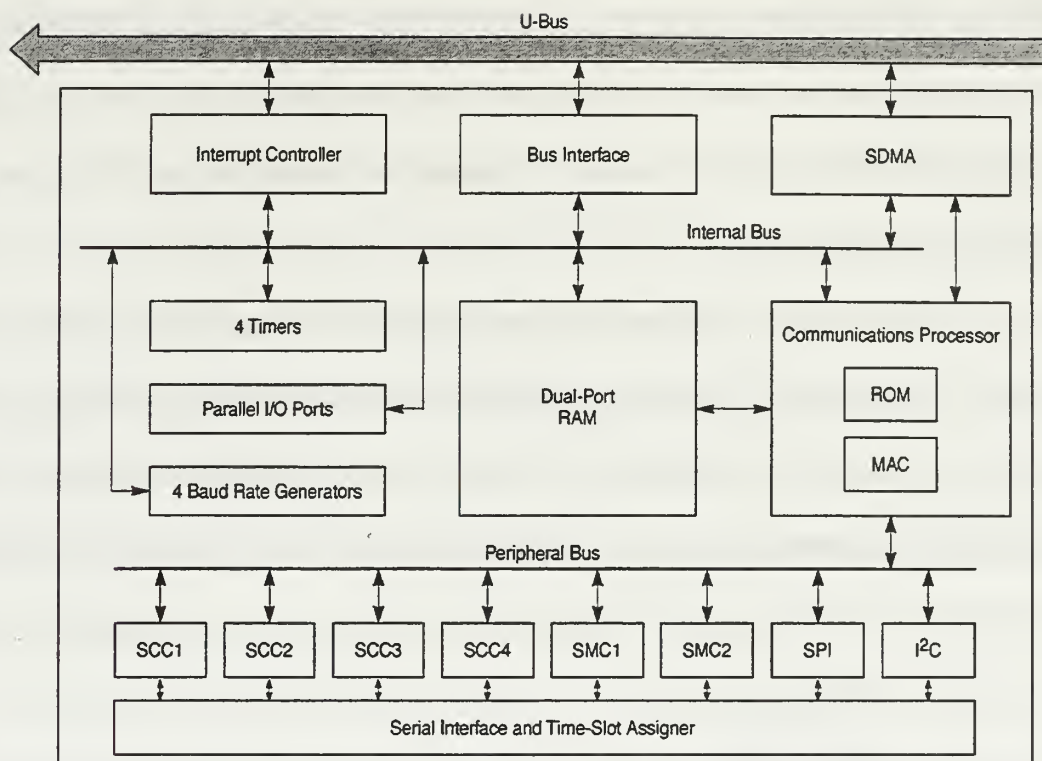 U-Bus
Interrupt Controller
Bus Interface
SDMA
Internal Bus
4 Timers
Parallel I/O Ports
4 Baud Rate Generators
Dual-Port
RAM
Communications Processor
ROM
MAC
Peripheral Bus
SCC1
SCC2
SCC3
SCC4
SMC1
SMC2
SPI
I²C
Serial Interface and Time-Slot Assigner